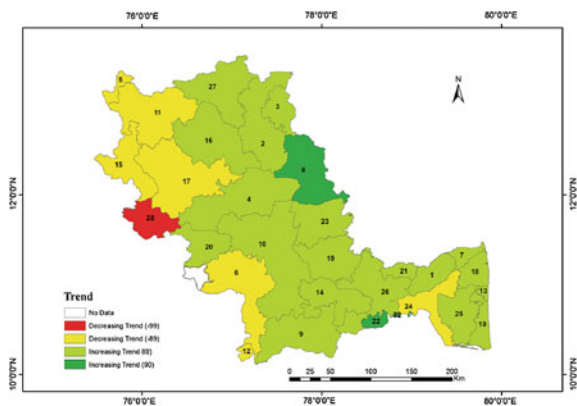 76°0'0"E 78°0'0"E 80°0'0"E
N
5
27
11
3
16
2
15
8
17
12°0'0"N 12°0'0"N
4
28
23
20
10
7
19
21
1
18
6
13
14
26
24
25
22
22
18
9
12
Trend
No Data
Decreasing Trend (-99)
Decreasing Trend (-89)
Increasing Trend 89)
Increasing Trend (90)
0 25 50 100 150 200
Km
10°0'0"N 10°0'0"N
76°0'0"E 78°0'0"E 80°0'0"E